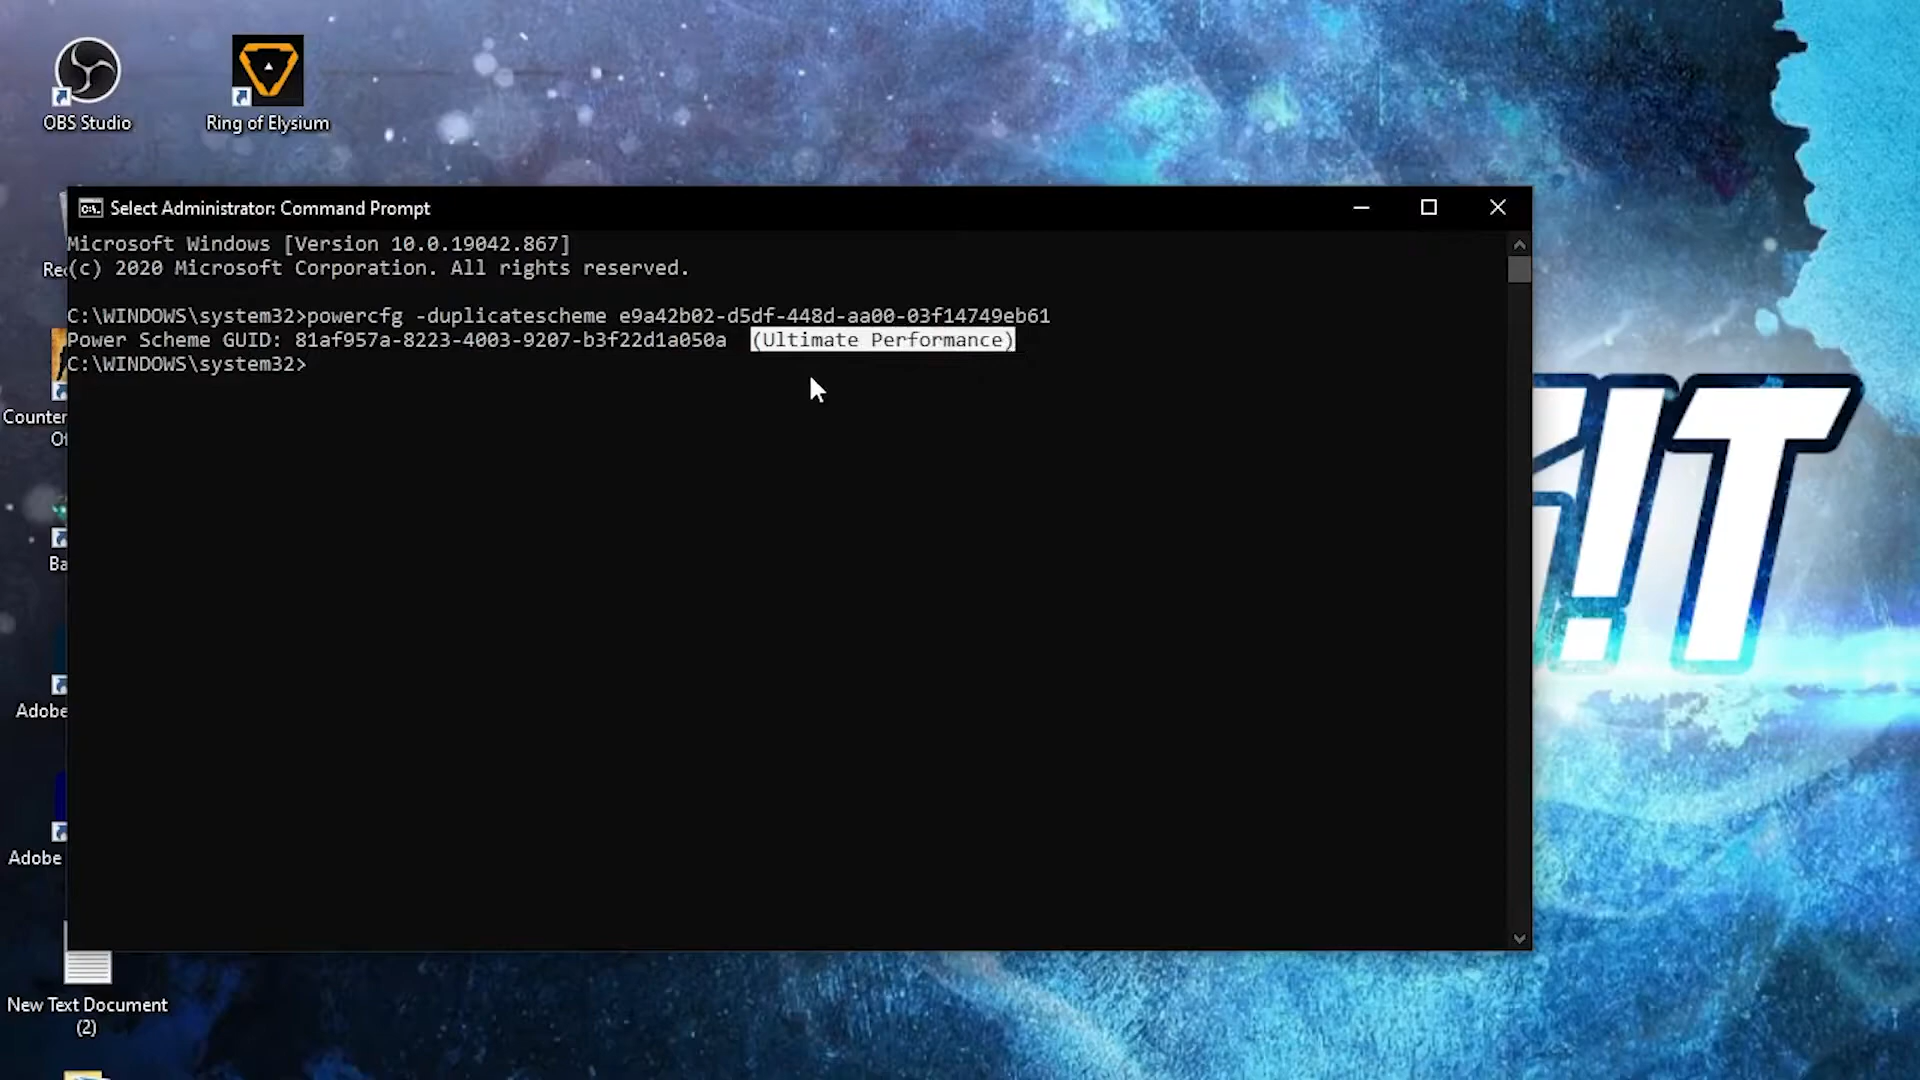 OBS Studio
Ring of Elysium
Select Administrator: Command Prompt
Microsoft Windows [Version 10.0.19042.867]
(c) 2020 Microsoft Corporation. All rights reserved.
C:\WINDOWS\system32>powercfg -duplicatescheme e9a42b02-d5df-448d-aa00-03f14749eb61
Power Scheme GUID: 81af957a-8223-4003-9207-b3f22d1a050a  (Ultimate Performance)
C:\WINDOWS\system32>
Counter
Adobe
Adobe
New Text Document
(2)
!T